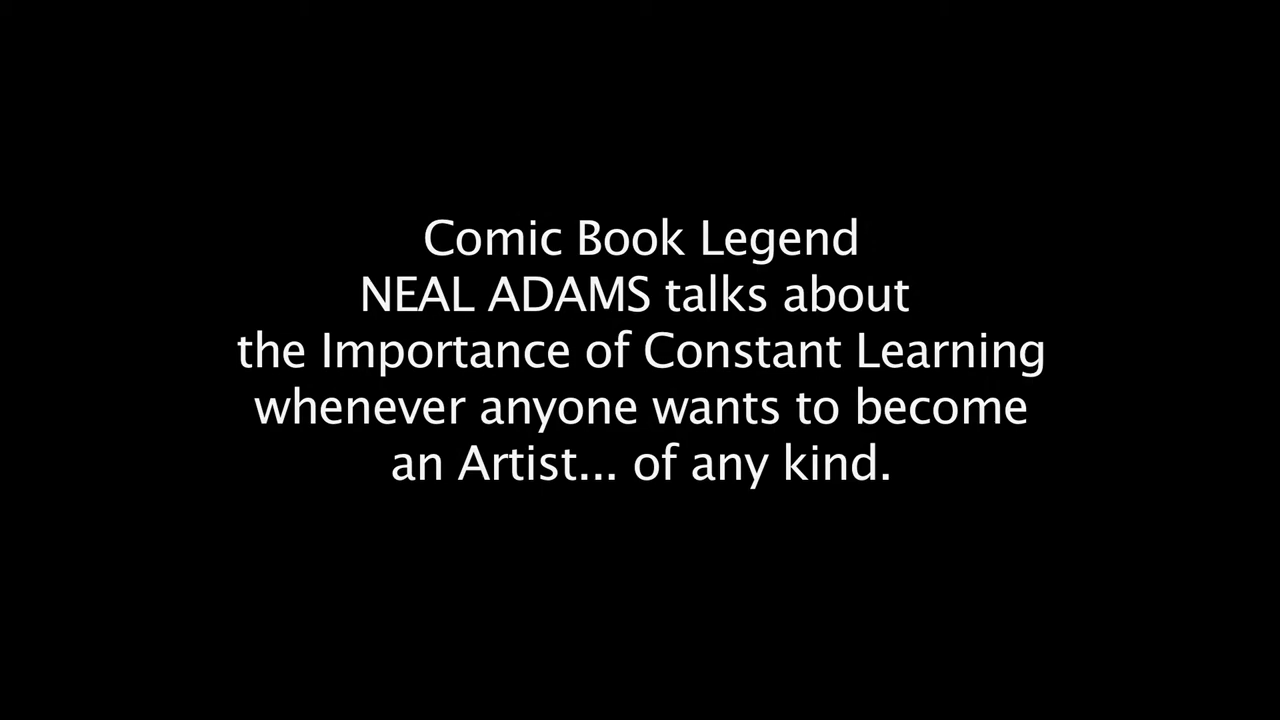 Comic Book Legend
NEAL ADAMS talks about
the Importance of Constant Learning
whenever anyone wants to become
an Artist... of any kind.